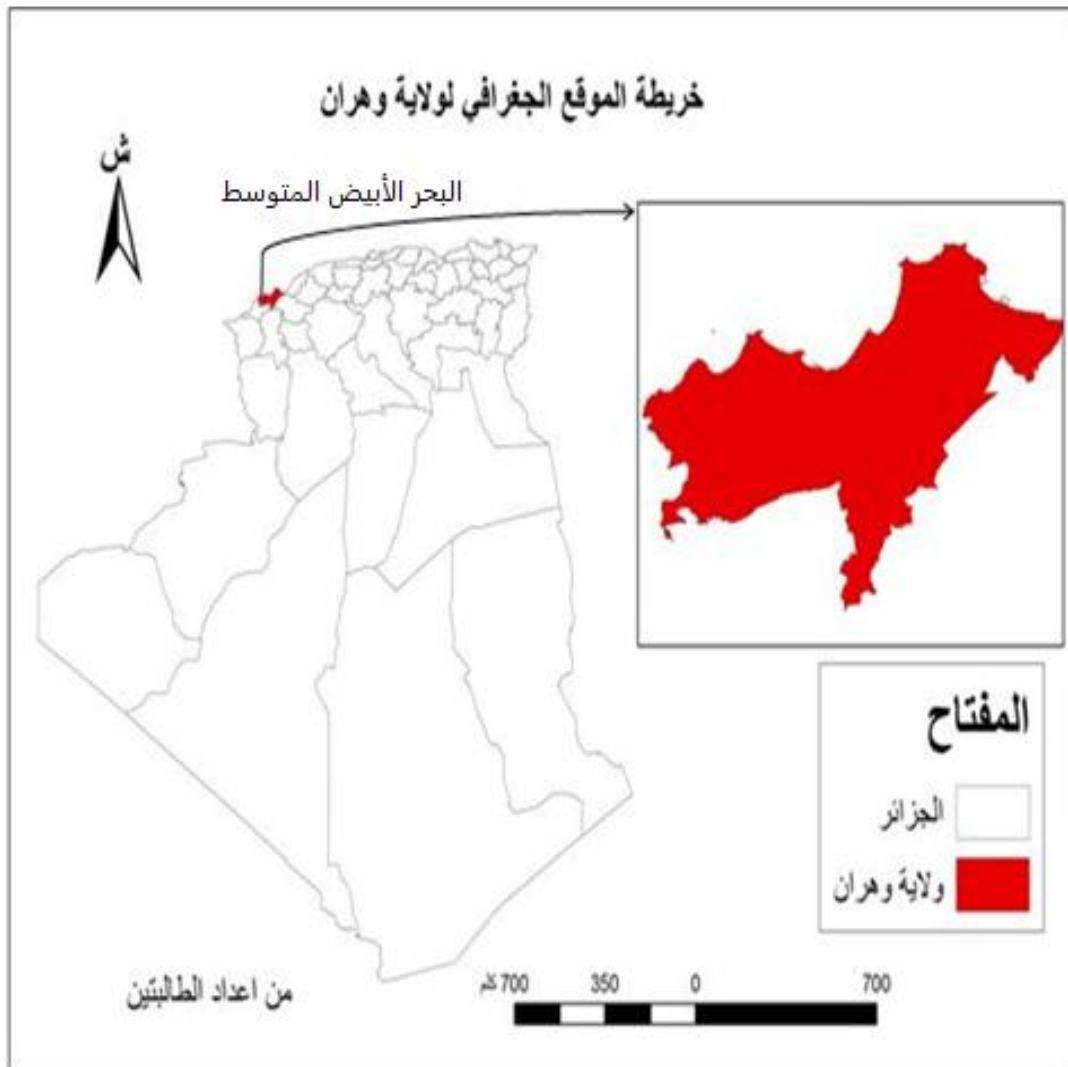 خريطة الموقع الجغرافي لولاية وهران
ش
البحر الأبيض المتوسط
المفتاح
الجزائر
ولاية وهران
700 0 350 700 كلم
من اعداد الطالبتين